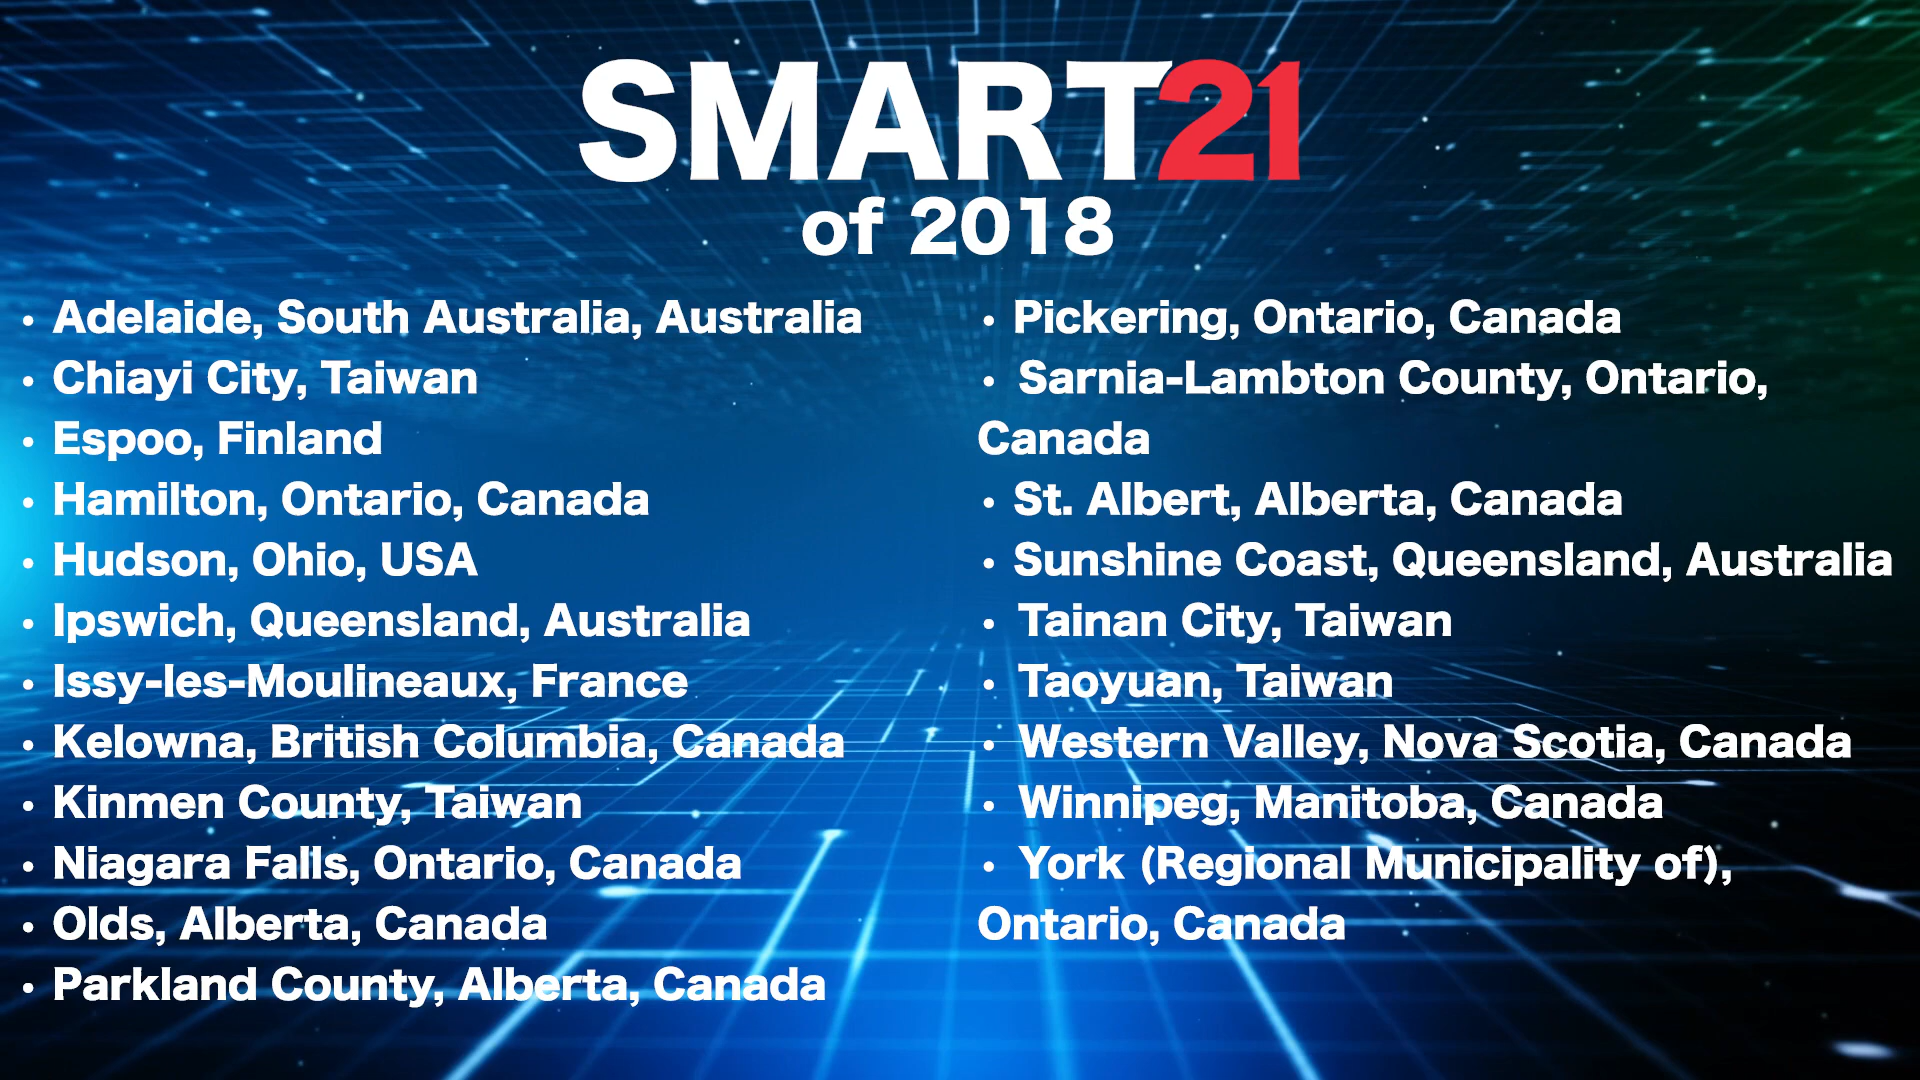 SMART21
of 2018
• Adelaide, South Australia, Australia
• Chiayi City, Taiwan
• Espoo, Finland
• Hamilton, Ontario, Canada
• Hudson, Ohio, USA
• Ipswich, Queensland, Australia
• Issy-les-Moulineaux, France
• Kelowna, British Columbia, Canada
• Kinmen County, Taiwan
• Niagara Falls, Ontario, Canada
• Olds, Alberta, Canada
• Parkland County, Alberta, Canada
• Pickering, Ontario, Canada
• Sarnia-Lambton County, Ontario,
Canada
• St. Albert, Alberta, Canada
• Sunshine Coast, Queensland, Australia
• Tainan City, Taiwan
• Taoyuan, Taiwan
• Western Valley, Nova Scotia, Canada
• Winnipeg, Manitoba, Canada
• York (Regional Municipality of),
Ontario, Canada